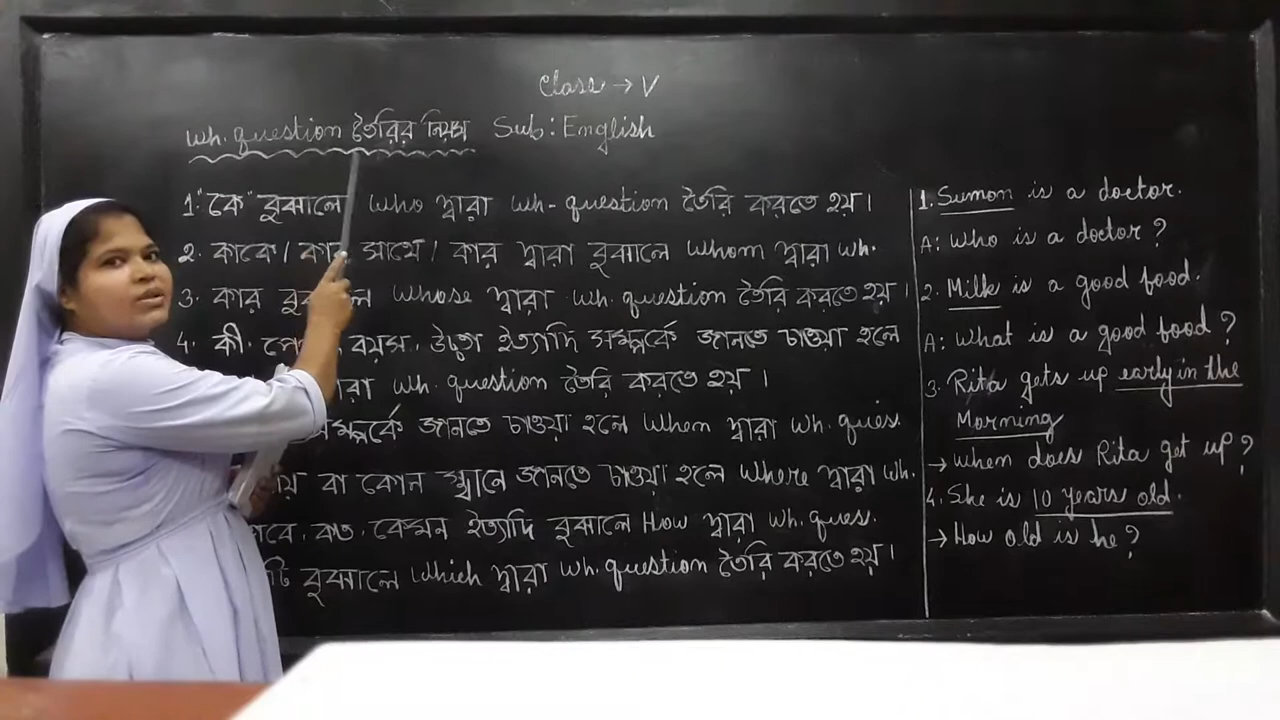 Class → V
Wh. question তৈরির নিয়ম Sub: English
1. "কে" বুঝালে who দ্বারা wh-question তৈরি করতে হয়।
2. কাকে / কার সাথে / কার দ্বারা বুঝালে whom দ্বারা wh.
3. কার বুঝালে whose দ্বারা wh. question তৈরি করতে হয়।
4. কী, বয়স, উচ্চতা ইত্যাদি সম্পর্কে জানতে চাওয়া হলে
দ্বারা wh. question তৈরি করতে হয়।
সম্পর্কে জানতে চাওয়া হলে When দ্বারা wh. ques.
বা কোন স্থানে জানতে চাওয়া হলে where দ্বারা wh.
কত, কেমন ইত্যাদি বুঝালে How দ্বারা wh. ques.
বুঝালে which দ্বারা wh. question তৈরি করতে হয়।
1. Sumon is a doctor.
A: Who is a doctor?
2. Milk is a good food.
A: What is a good food?
3. Rita gets up early in the
Morning
→ When does Rita get up?
4. She is 10 years old.
→ How old is he?